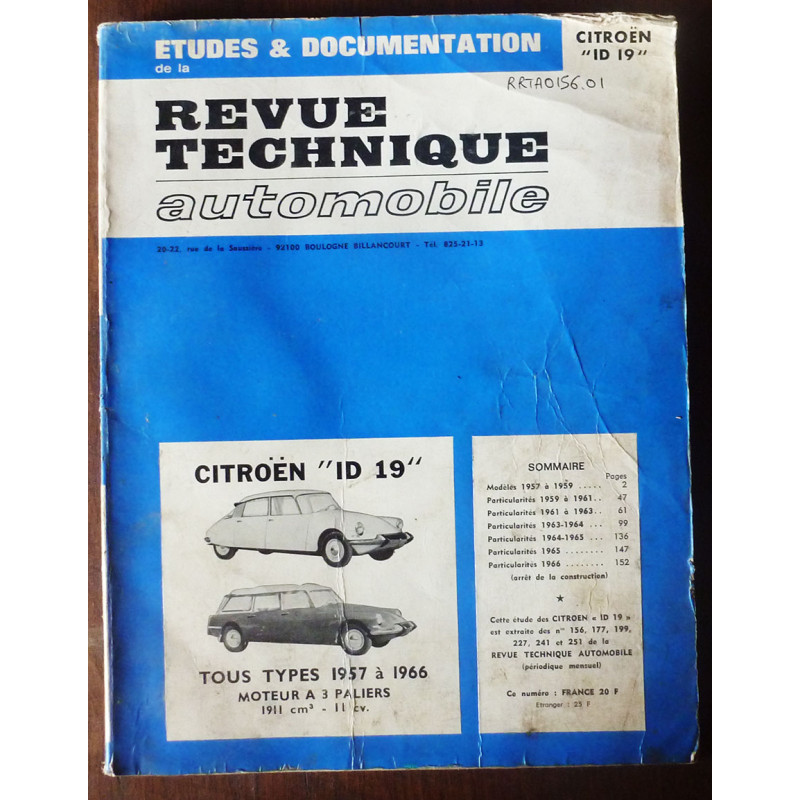 ETUDES & DOCUMENTATION
de la
CITROËN
"ID 19"
RRTA0156.01
REVUE
TECHNIQUE
automobile
20-22, rue de la Saussière - 92100 BOULOGNE BILLANCOURT - Tél. 825-21-13
CITROËN "ID 19"
TOUS TYPES 1957 à 1966
MOTEUR A 3 PALIERS
1911 cm³ - 11 cv.
SOMMAIRE
Pages
Modèles 1957 à 1959 ..... 2
Particularités 1959 à 1961.. 47
Particularités 1961 à 1963.. 61
Particularités 1963-1964 ... 99
Particularités 1964-1965 ... 136
Particularités 1965 ........ 147
Particularités 1966 ........ 152
(arrêt de la construction)
★
Cette étude des CITROEN « ID 19 »
est extraite des nos 156, 177, 199,
227, 241 et 251 de la
REVUE TECHNIQUE AUTOMOBILE
(périodique mensuel)
Ce numéro : FRANCE 20 F
Etranger : 25 F